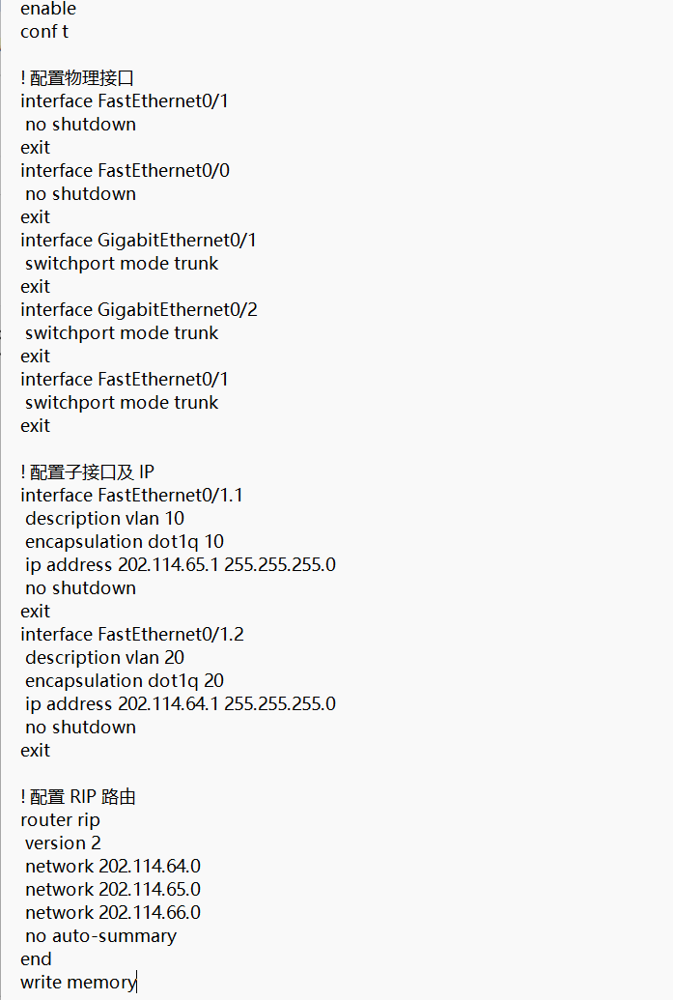 enable
conf t
! 配置物理接口
interface FastEthernet0/1
no shutdown
exit
interface FastEthernet0/0
no shutdown
exit
interface GigabitEthernet0/1
switchport mode trunk
exit
interface GigabitEthernet0/2
switchport mode trunk
exit
interface FastEthernet0/1
switchport mode trunk
exit
! 配置子接口及 IP
interface FastEthernet0/1.1
description vlan 10
encapsulation dot1q 10
ip address 202.114.65.1 255.255.255.0
no shutdown
exit
interface FastEthernet0/1.2
description vlan 20
encapsulation dot1q 20
ip address 202.114.64.1 255.255.255.0
no shutdown
exit
! 配置 RIP 路由
router rip
version 2
network 202.114.64.0
network 202.114.65.0
network 202.114.66.0
no auto-summary
end
write memory